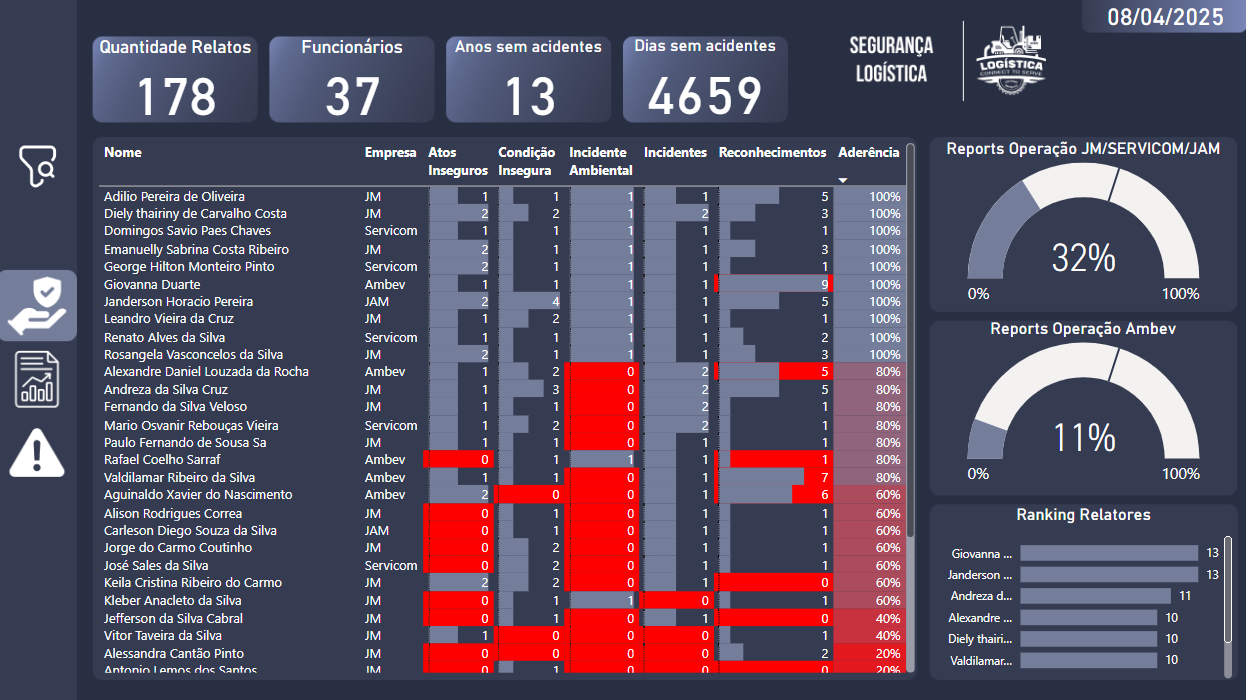 08/04/2025
Quantidade Relatos
178
Funcionários
37
Anos sem acidentes
13
Dias sem acidentes
4659
SEGURANÇA
LOGÍSTICA
LOGÍSTICA
CONNECT TO SERVE
Nome Empresa Atos Inseguros Condição Insegura Incidente Ambiental Incidentes Reconhecimentos Aderência
Adilio Pereira de Oliveira JM 1 1 1 1 5 100%
Diely thairiny de Carvalho Costa JM 2 2 1 2 3 100%
Domingos Savio Paes Chaves Servicom 1 1 1 1 1 100%
Emanuelly Sabrina Costa Ribeiro JM 2 1 1 1 3 100%
George Hilton Monteiro Pinto Servicom 2 1 1 1 1 100%
Giovanna Duarte Ambev 1 1 1 1 9 100%
Janderson Horacio Pereira JAM 2 4 1 1 5 100%
Leandro Vieira da Cruz JM 1 2 1 1 1 100%
Renato Alves da Silva Servicom 1 1 1 1 2 100%
Rosangela Vasconcelos da Silva JM 2 1 1 1 3 100%
Alexandre Daniel Louzada da Rocha Ambev 1 2 0 2 5 80%
Andreza da Silva Cruz JM 1 3 0 2 5 80%
Fernando da Silva Veloso JM 1 1 0 2 1 80%
Mario Osvanir Rebouças Vieira Servicom 1 2 0 2 1 80%
Paulo Fernando de Sousa Sa JM 1 1 0 1 1 80%
Rafael Coelho Sarraf Ambev 0 1 1 1 1 80%
Valdilamar Ribeiro da Silva Ambev 1 1 0 1 7 80%
Aguinaldo Xavier do Nascimento Ambev 2 0 0 1 6 60%
Alison Rodrigues Correa JM 0 1 0 1 1 60%
Carleson Diego Souza da Silva JAM 0 1 0 1 1 60%
Jorge do Carmo Coutinho JM 0 2 0 1 1 60%
José Sales da Silva Servicom 0 2 0 1 1 60%
Keila Cristina Ribeiro do Carmo JM 2 2 0 1 0 60%
Kleber Anacleto da Silva JM 0 1 1 0 1 60%
Jefferson da Silva Cabral JM 0 1 0 1 0 40%
Vitor Taveira da Silva JM 1 0 0 0 1 40%
Alessandra Cantão Pinto JM 0 0 0 0 2 20%
Antonio Lemos dos Santos JM 0 1 0 0 0 20%
Reports Operação JM/SERVICOM/JAM
32%
0% 100%
Reports Operação Ambev
11%
0% 100%
Ranking Relatores
Giovanna ... 13
Janderson ... 13
Andreza d... 11
Alexandre ... 10
Diely thairi... 10
Valdilamar... 10